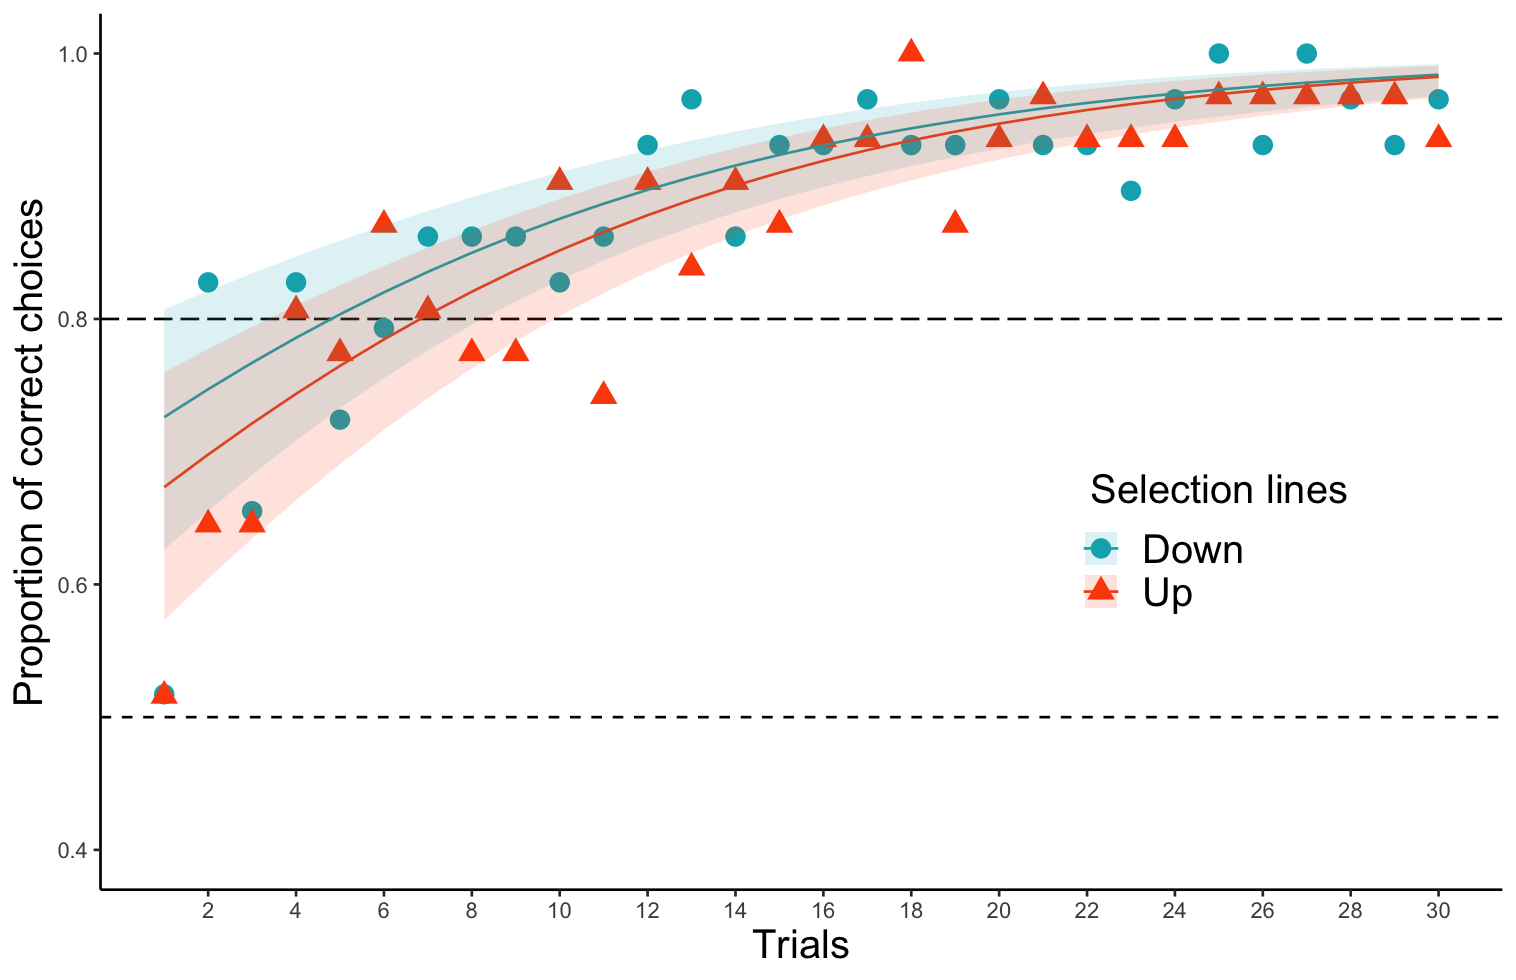 Proportion of correct choices
1.0
0.8
0.6
0.4
Selection lines
Down
Up
2 4 6 8 10 12 14 16 18 20 22 24 26 28 30
Trials